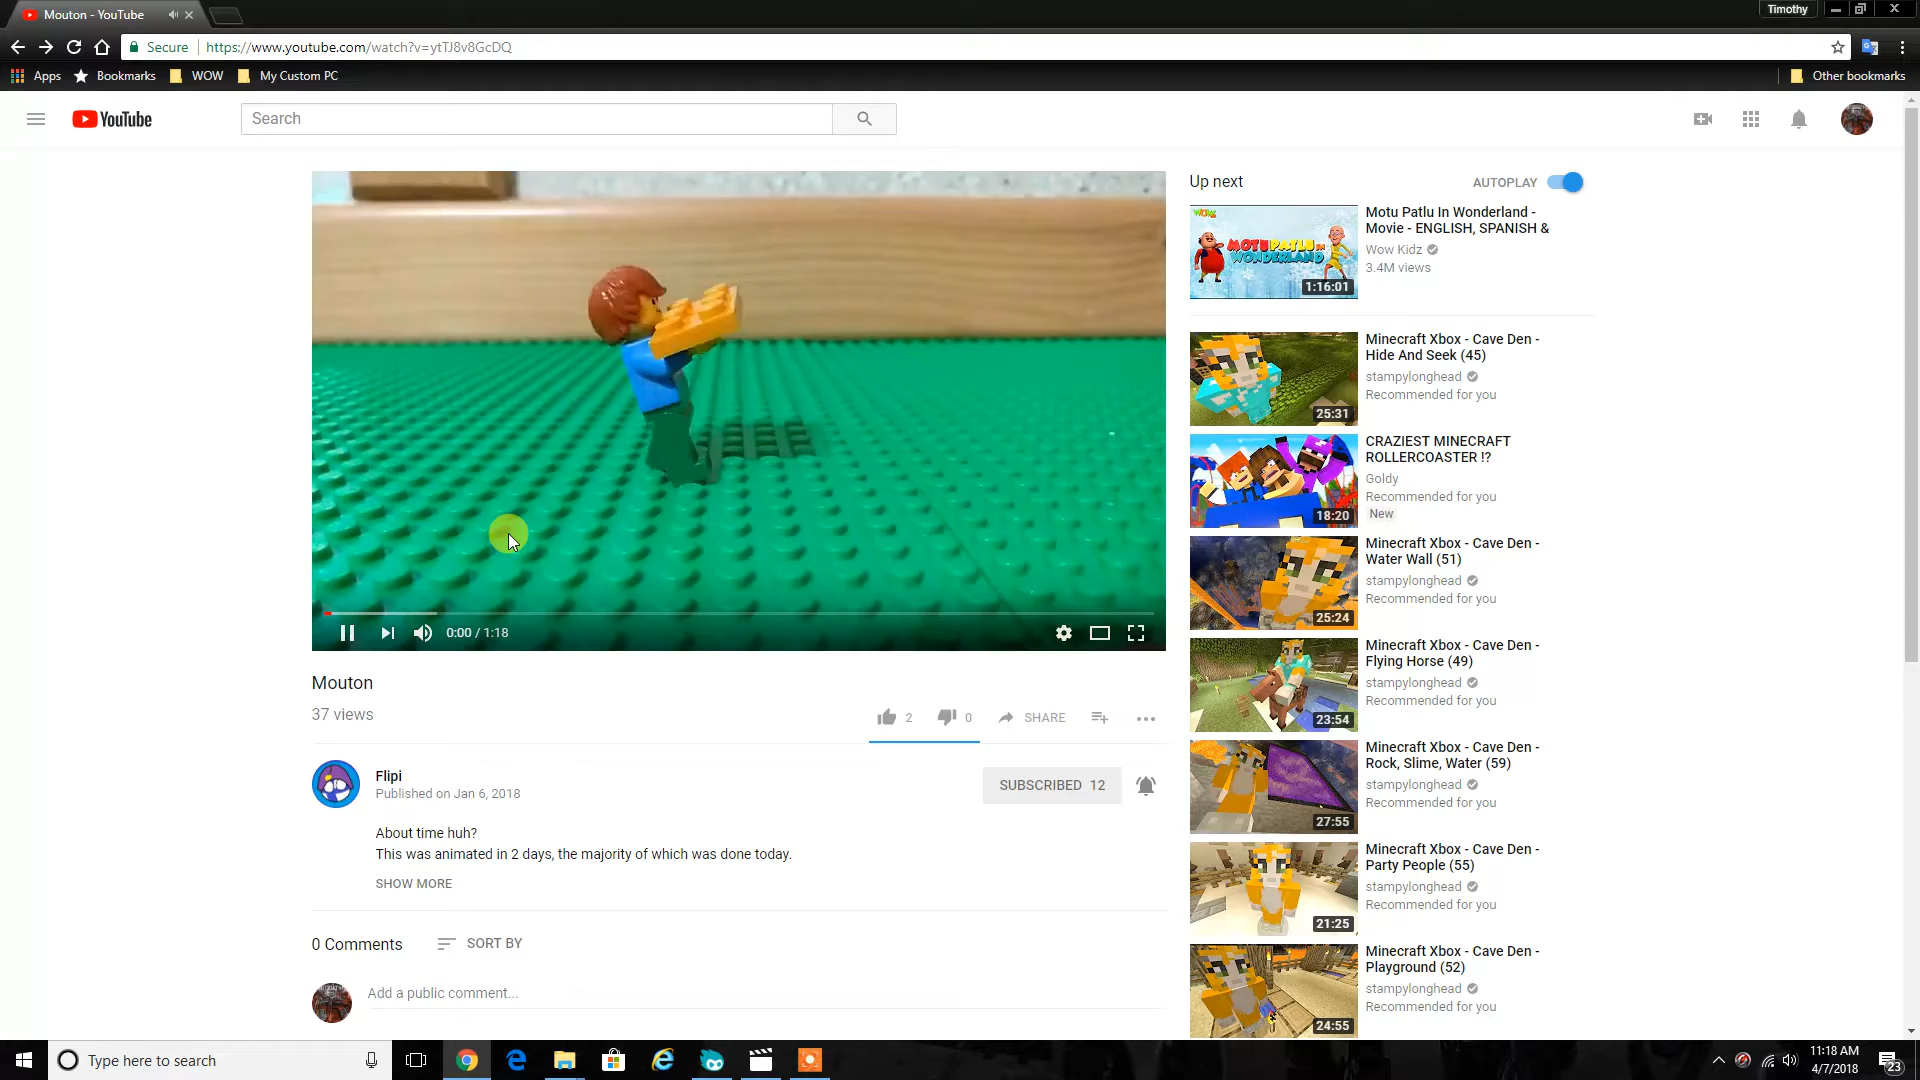 Mouton - YouTube
Timothy
Secure
https://www.youtube.com/watch?v=ytTJ8v8GcDQ
Apps
Bookmarks
WOW
My Custom PC
Other bookmarks
YouTube
Search
Up next
AUTOPLAY
WOW
MOTU PATLU IN
WONDERLAND
1:16:01
Motu Patlu In Wonderland -
Movie - ENGLISH, SPANISH &
Wow Kidz
3.4M views
25:31
Minecraft Xbox - Cave Den -
Hide And Seek (45)
stampylonghead
Recommended for you
18:20
CRAZIEST MINECRAFT
ROLLERCOASTER !?
Goldy
Recommended for you
New
25:24
Minecraft Xbox - Cave Den -
Water Wall (51)
stampylonghead
Recommended for you
23:54
Minecraft Xbox - Cave Den -
Flying Horse (49)
stampylonghead
Recommended for you
27:55
Minecraft Xbox - Cave Den -
Rock, Slime, Water (59)
stampylonghead
Recommended for you
21:25
Minecraft Xbox - Cave Den -
Party People (55)
stampylonghead
Recommended for you
24:55
Minecraft Xbox - Cave Den -
Playground (52)
stampylonghead
Recommended for you
0:00 / 1:18
Mouton
37 views
2
0
SHARE
Flipi
Published on Jan 6, 2018
SUBSCRIBED 12
About time huh?
This was animated in 2 days, the majority of which was done today.
SHOW MORE
0 Comments
SORT BY
Add a public comment...
Type here to search
11:18 AM
4/7/2018
23